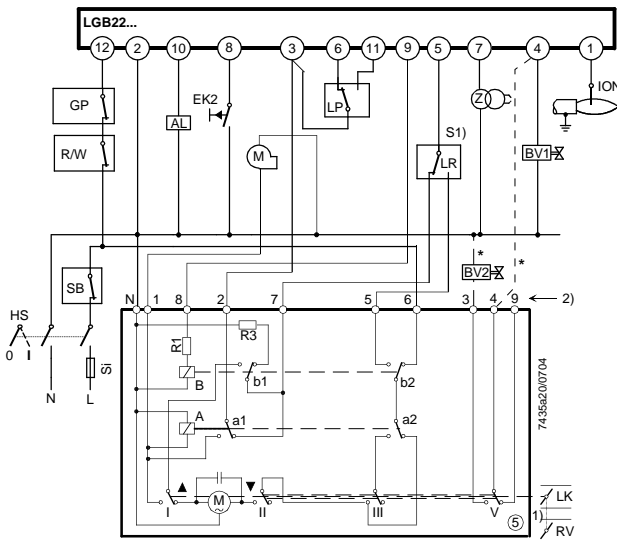 LGB22...
12 2 10 8 3 6 11 9 5 7 4 1
ION
GP
EK2
LP
Z
AL
S1)
R/W
M
LR
BV1
*
SB
BV2
*
HS
N 1 8 2 7 5 6 3 4 9 2)
0 I
Si
R3
R1
N L
B b1 b2
A a1 a2
7435a20/0704
M
~
I II III V
LK
1)
5
RV